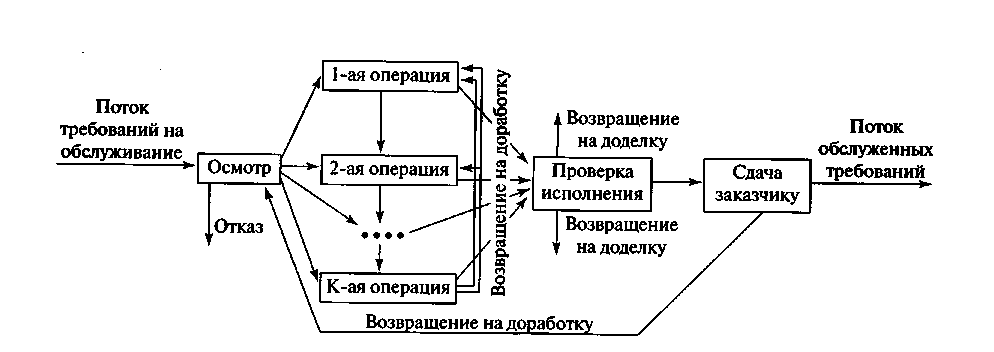 1-ая операция
Поток
требований на
обслуживание
Осмотр
Отказ
2-ая операция
К-ая операция
Возвращение на доработку
Возвращение
на доделку
Проверка
исполнения
Возвращение
на доделку
Сдача
заказчику
Поток
обслуженных
требований
Возвращение на доработку